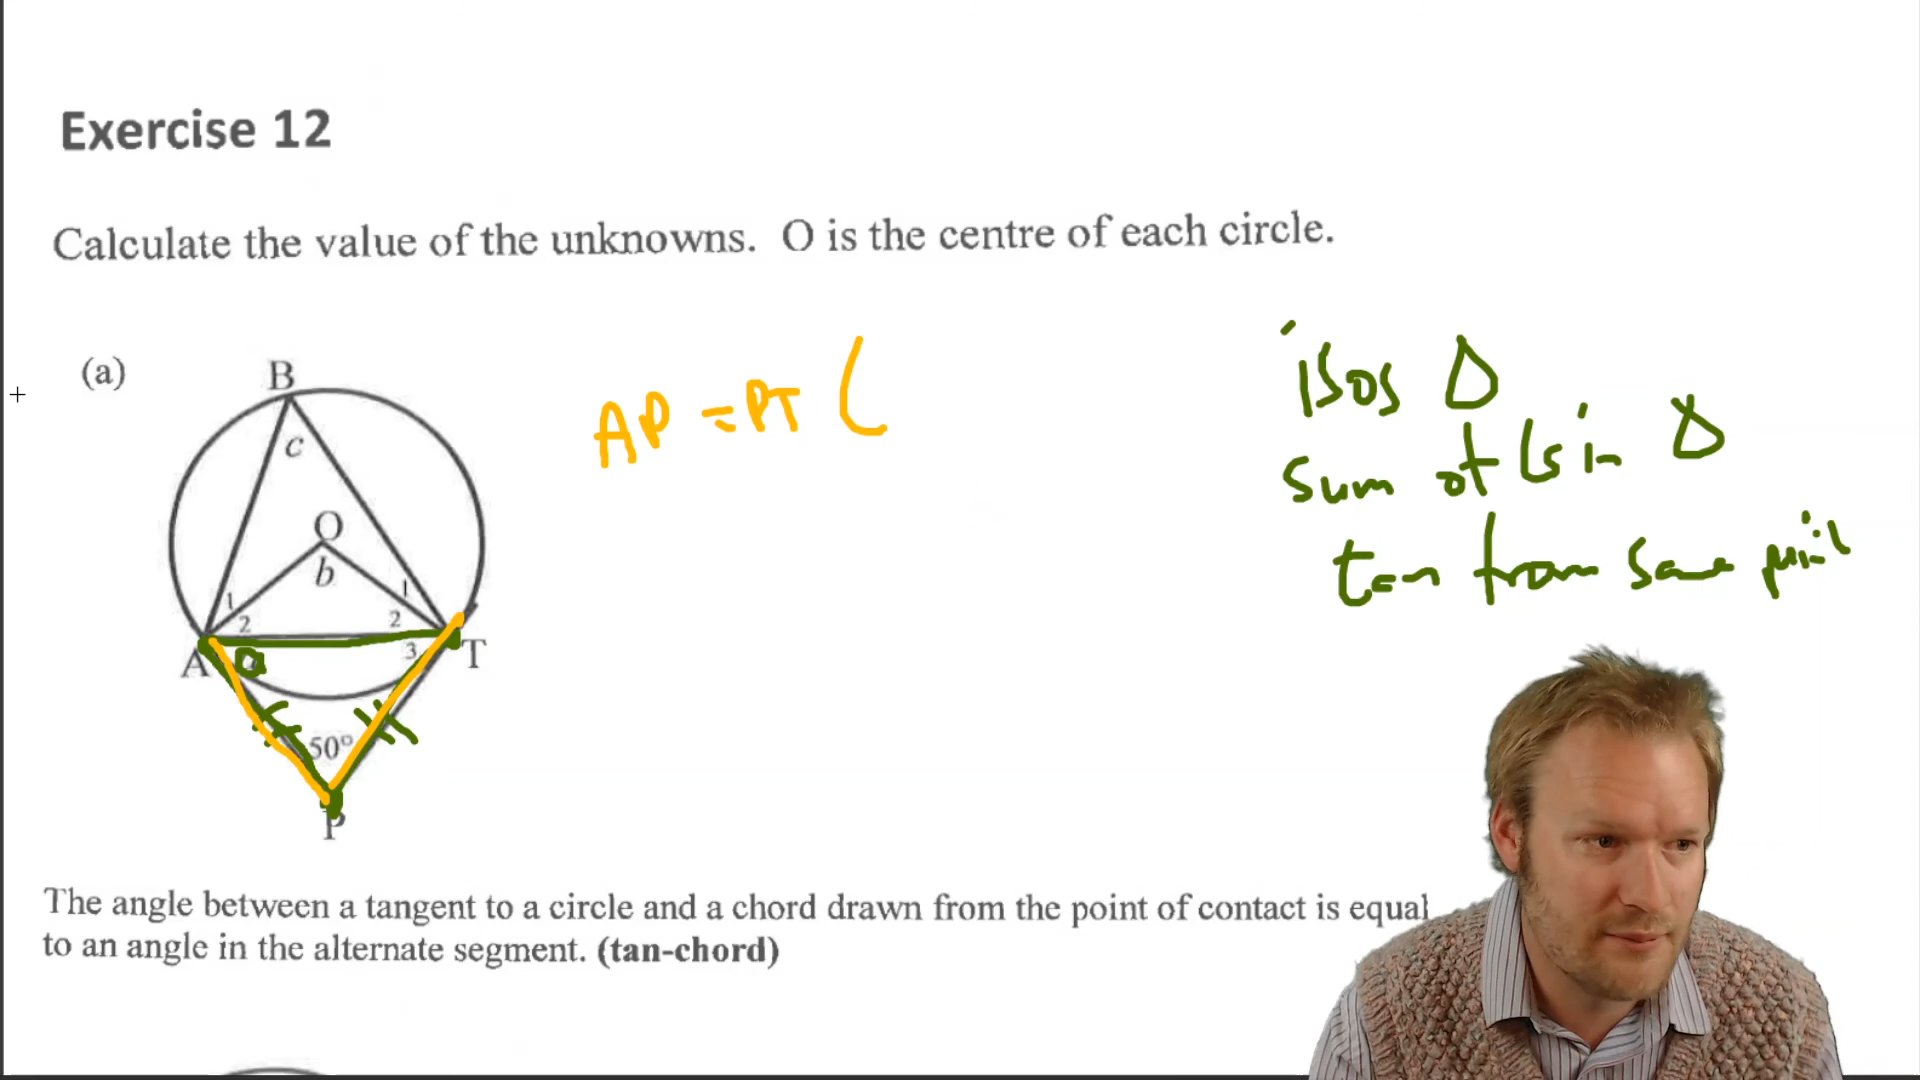 Exercise 12
Calculate the value of the unknowns. O is the centre of each circle.
(a)
B
c
O
b
1
1
2
2
A
a
3
T
50°
P
AP = PT (
isos Δ
sum of ∠s in Δ
tan from same point
The angle between a tangent to a circle and a chord drawn from the point of contact is equal
to an angle in the alternate segment. (tan-chord)